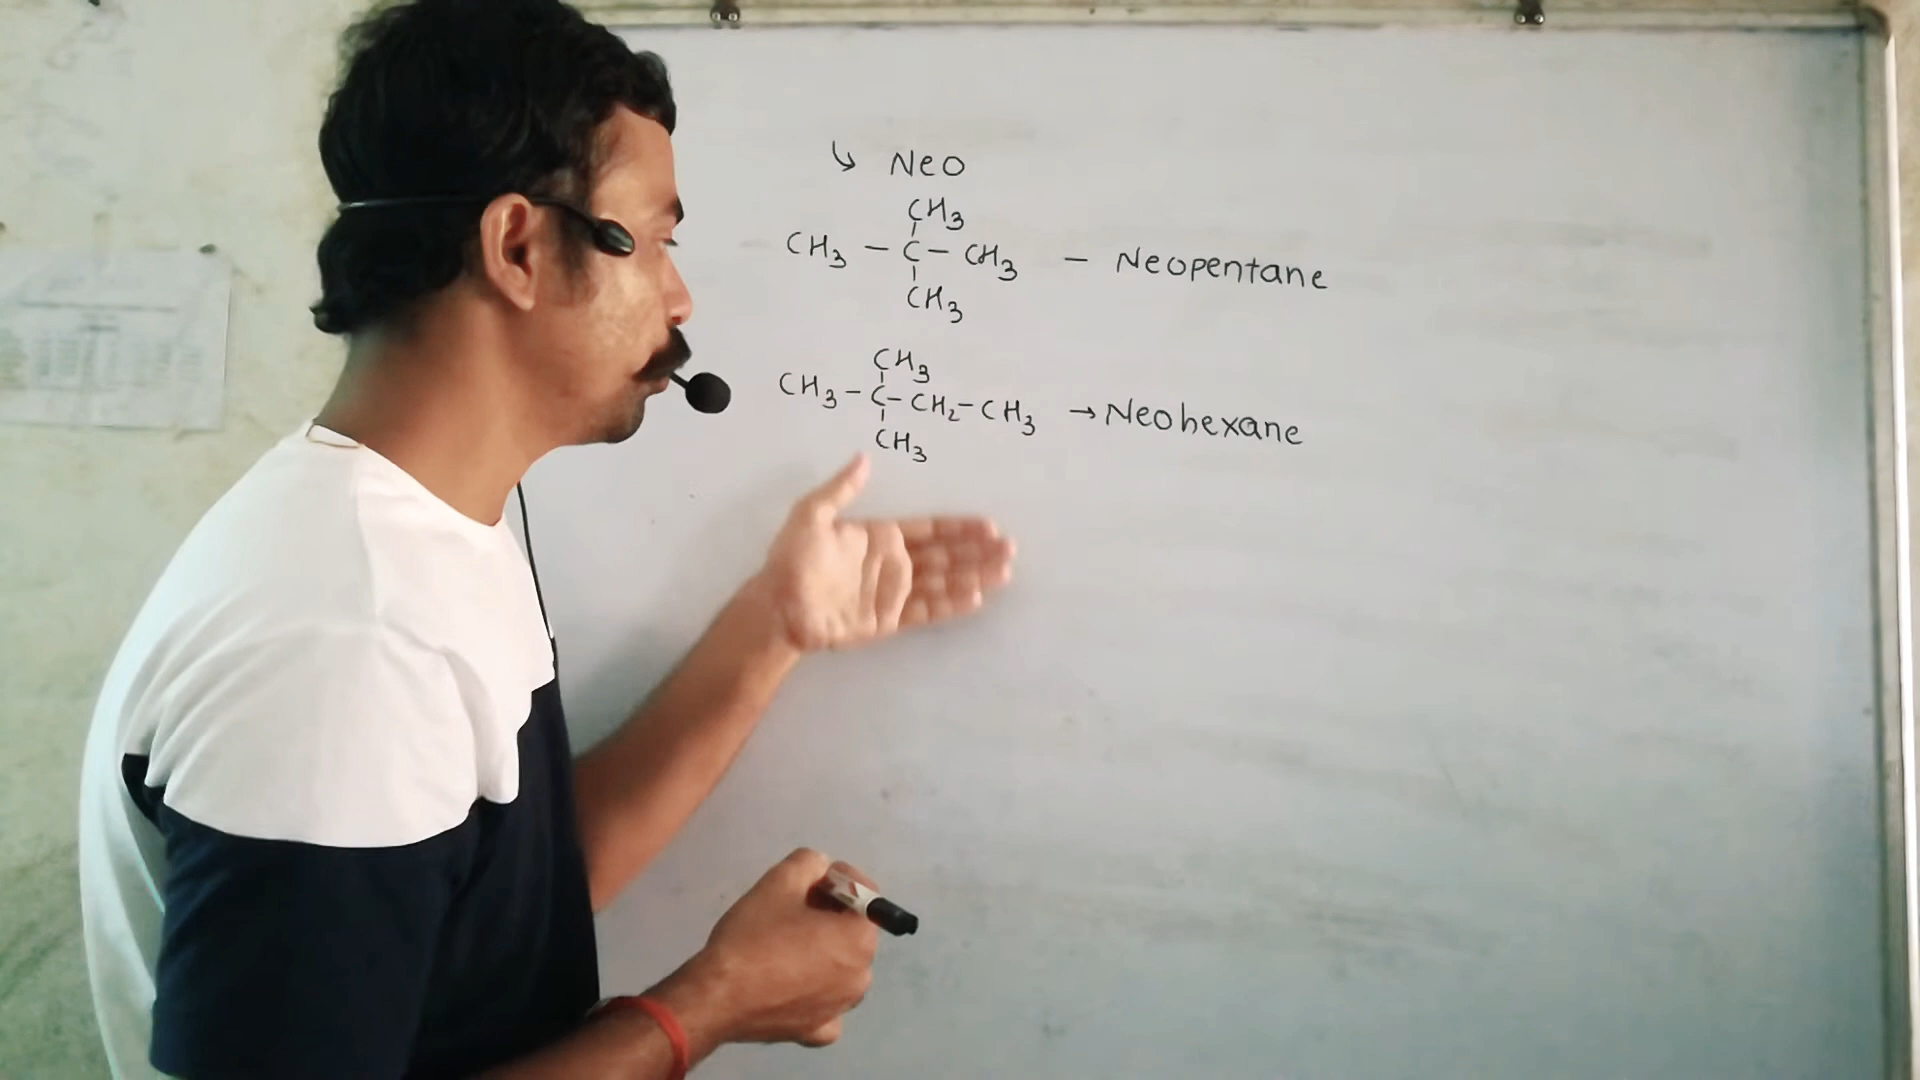 ↳ Neo
CH3
CH3 - C - CH3 - Neopentane
CH3
CH3
CH3 - C - CH2 - CH3 → Neohexane
CH3